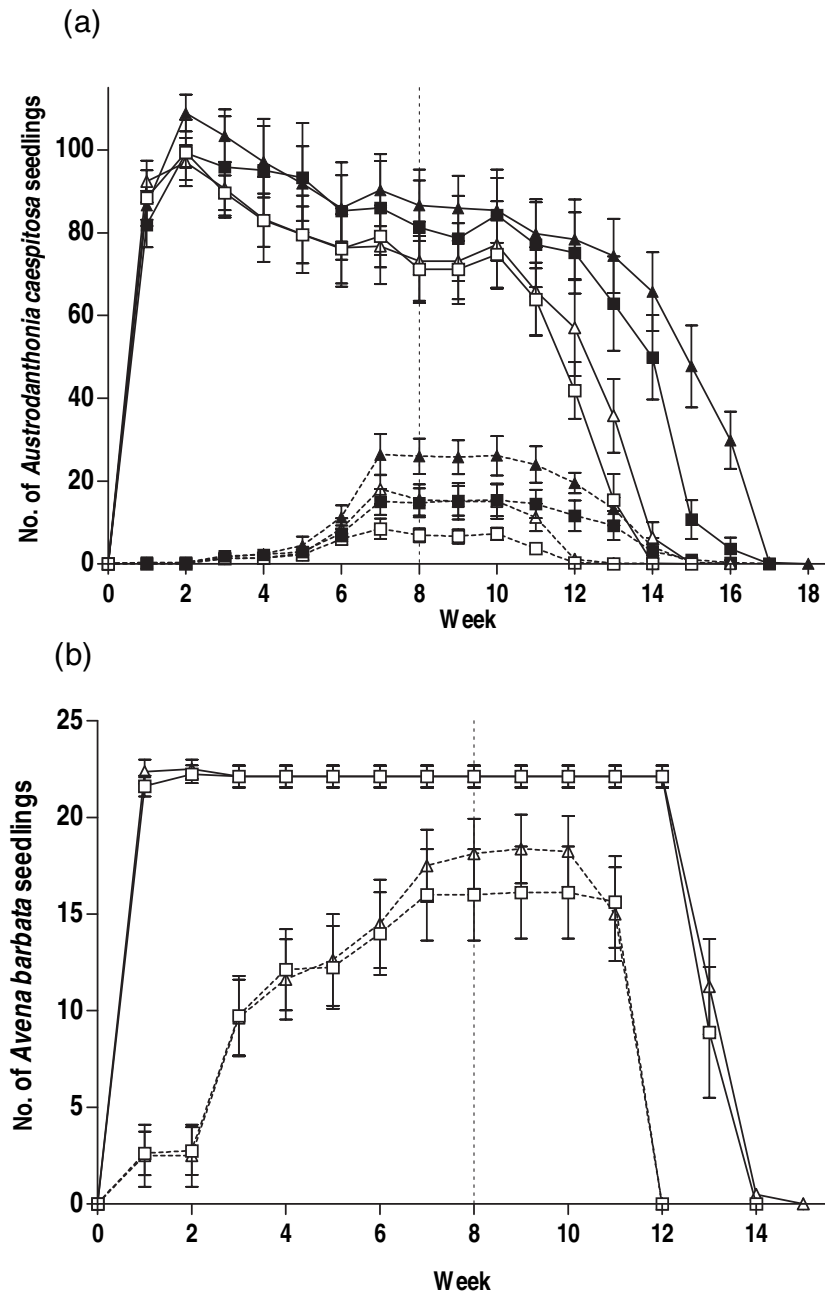 (a)
No. of Austrodanthonia caespitosa seedlings
100
80
60
40
20
0
0 2 4 6 8 10 12 14 16 18
Week
(b)
No. of Avena barbata seedlings
25
20
15
10
5
0
0 2 4 6 8 10 12 14
Week